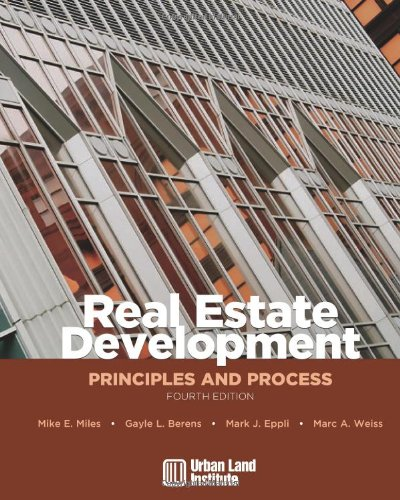 Real Estate
Development
PRINCIPLES AND PROCESS
FOURTH EDITION
Mike E. Miles • Gayle L. Berens • Mark J. Eppli • Marc A. Weiss
Urban Land
Institute